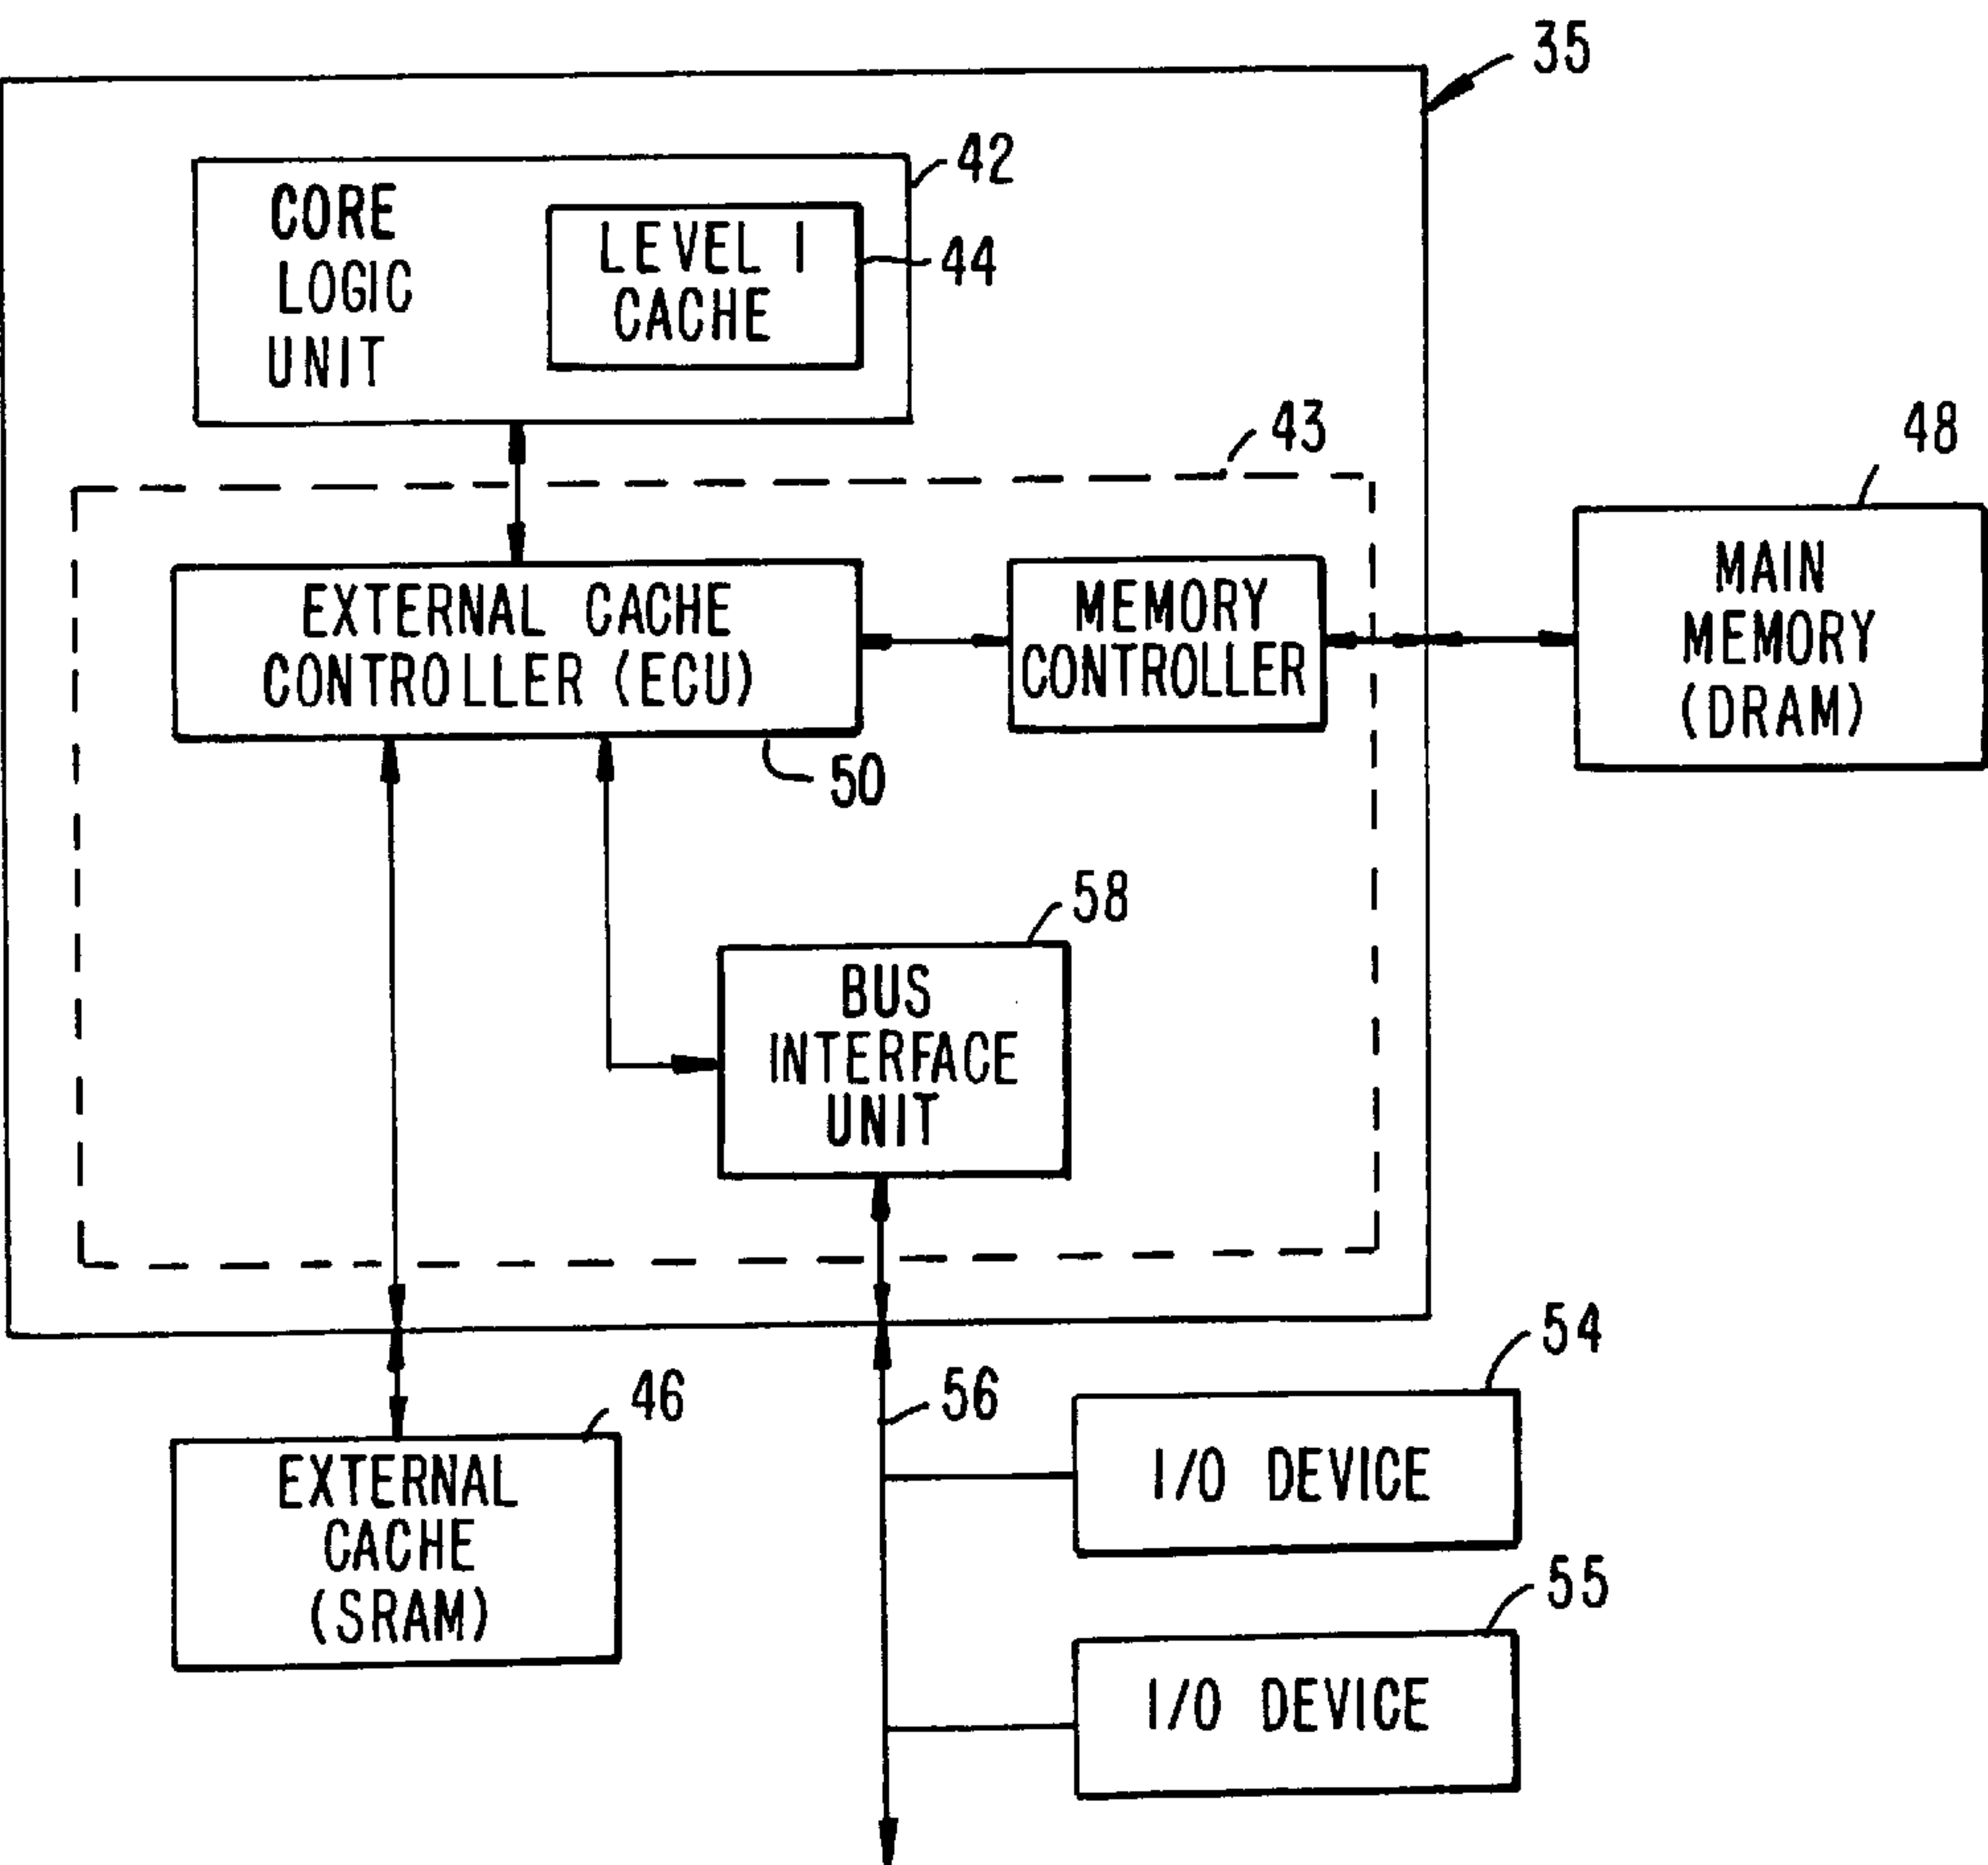 35
42
CORE
LOGIC
UNIT
LEVEL 1
CACHE
44
43
48
EXTERNAL CACHE
CONTROLLER (ECU)
50
MEMORY
CONTROLLER
MAIN
MEMORY
(DRAM)
58
BUS
INTERFACE
UNIT
54
46
56
EXTERNAL
CACHE
(SRAM)
I/O DEVICE
55
I/O DEVICE